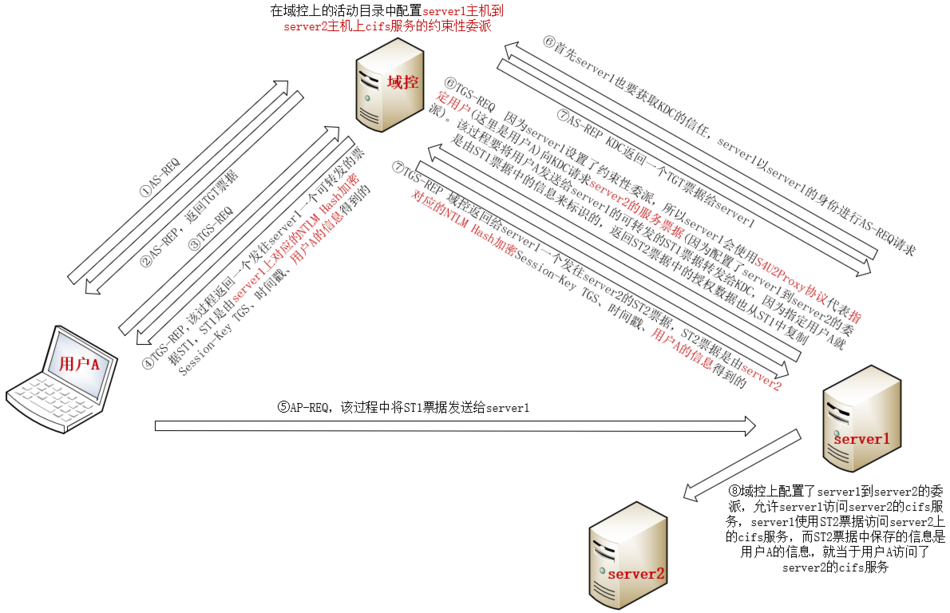 在域控上的活动目录中配置server1主机到
server2主机上cifs服务的约束性委派
域控
①AS-REQ
②AS-REP，返回TGT票据
③TGS-REQ
④TGS-REP，该过程返回一个发往server1一个可转发的票
据ST1，ST1是由server1上对应的NTLM Hash加密
Session-Key TGS、时间戳、用户A的信息得到的
⑥首先server1也要获取KDC的信任，server1以server1的身份进行AS-REQ请求
⑦AS-REP KDC返回一个TGT票据给server1
⑥TGS-REQ 因为server1设置了约束性委派，所以server1会使用S4U2Proxy协议代表指
定用户(这里是用户A)向KDC请求server2的服务票据(因为配置了server1到server2的委
派)。该过程要将用户A发送给server1的可转发的ST1票据转发给KDC，因为指定用户A就
是由ST1票据中的信息来标识的，返回ST2票据中的授权数据也从ST1中复制
⑦TGS-REP 域控返回给server1一个发往server2的ST2票据，ST2票据是由server2
对应的NTLM Hash加密Session-Key TGS、时间戳、用户A的信息得到的
用户A
⑤AP-REQ，该过程中将ST1票据发送给server1
server1
⑧域控上配置了server1到server2的委
派，允许server1访问server2的cifs服
务，server1使用ST2票据访问server2上
的cifs服务，而ST2票据中保存的信息是
用户A的信息，就当于用户A访问了
server2的cifs服务
server2